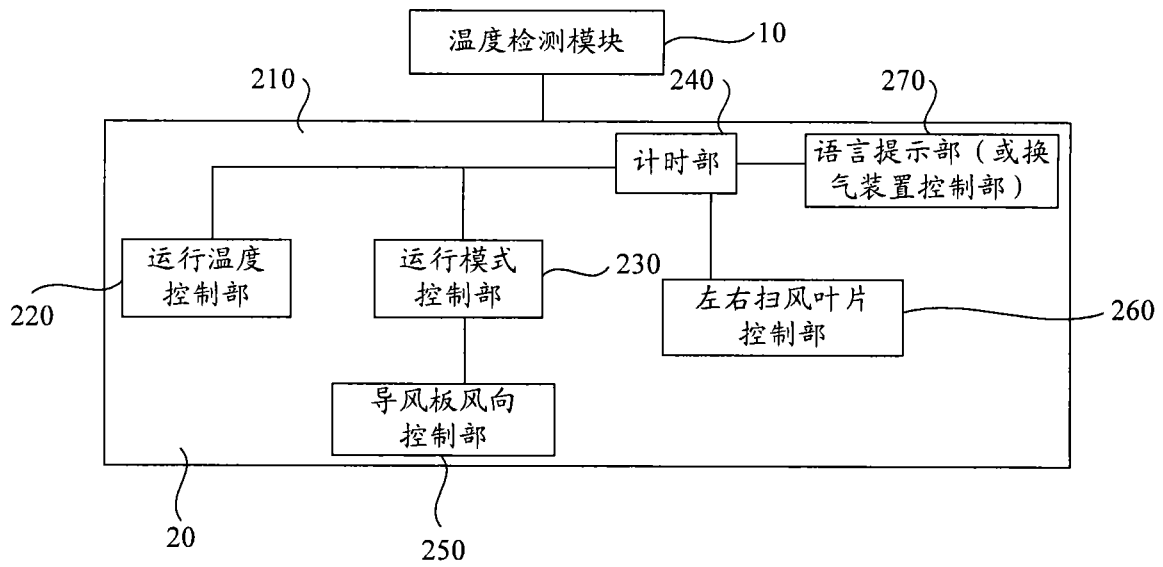 温度检测模块
10
210
240
270
计时部
语言提示部（或换
气装置控制部）
运行温度
控制部
220
运行模式
控制部
230
左右扫风叶片
控制部
260
导风板风向
控制部
20
250